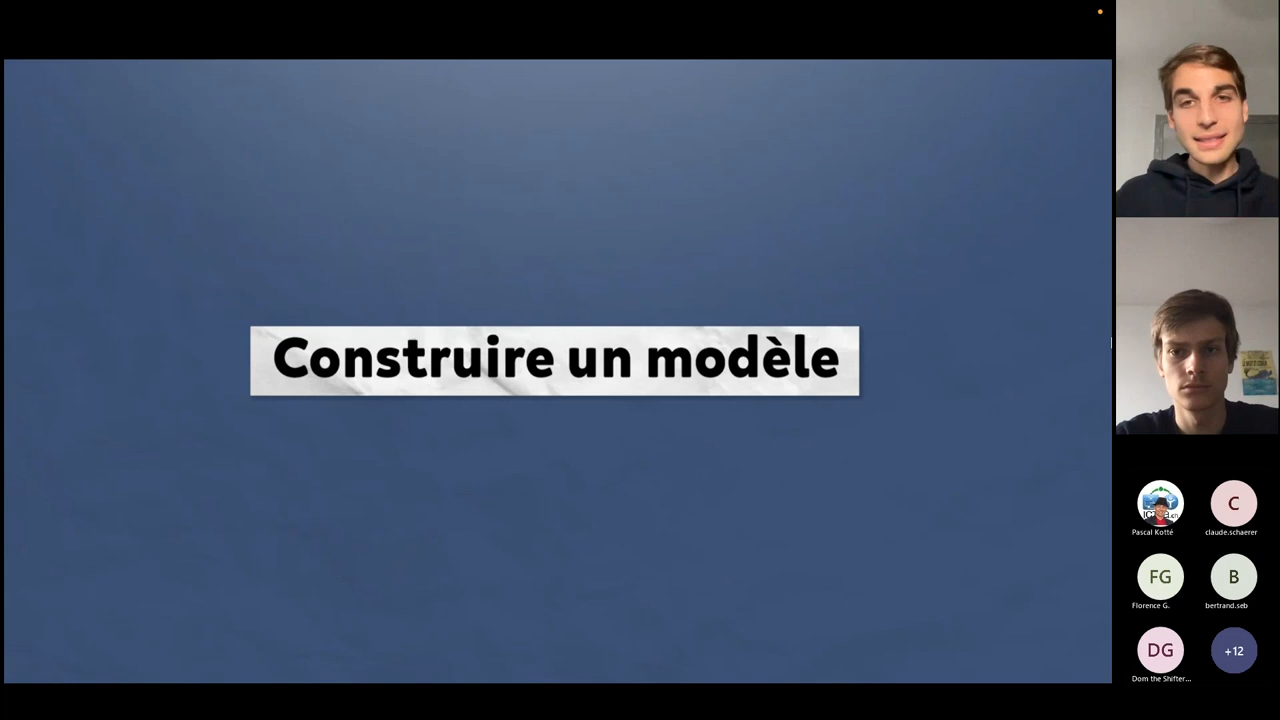 Construire un modèle
Pascal Kotté
C
claude.schaerer
FG
Florence G.
B
bertrand.seb
DG
Dom the Shifter...
+12